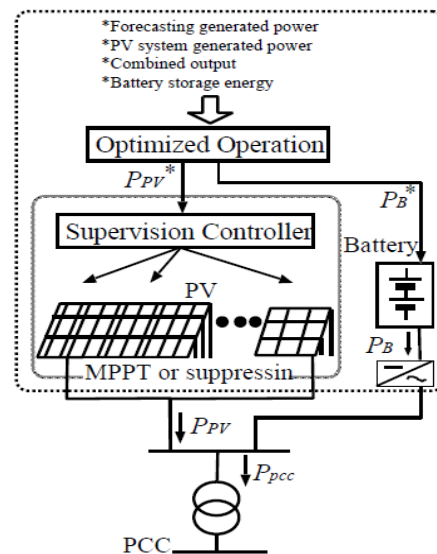 *Forecasting generated power
*PV system generated power
*Combined output
*Battery storage energy
Optimized Operation
PPV*
PB*
Supervision Controller
Battery
PV
PB
MPPT or suppressin
PPV
Ppcc
PCC